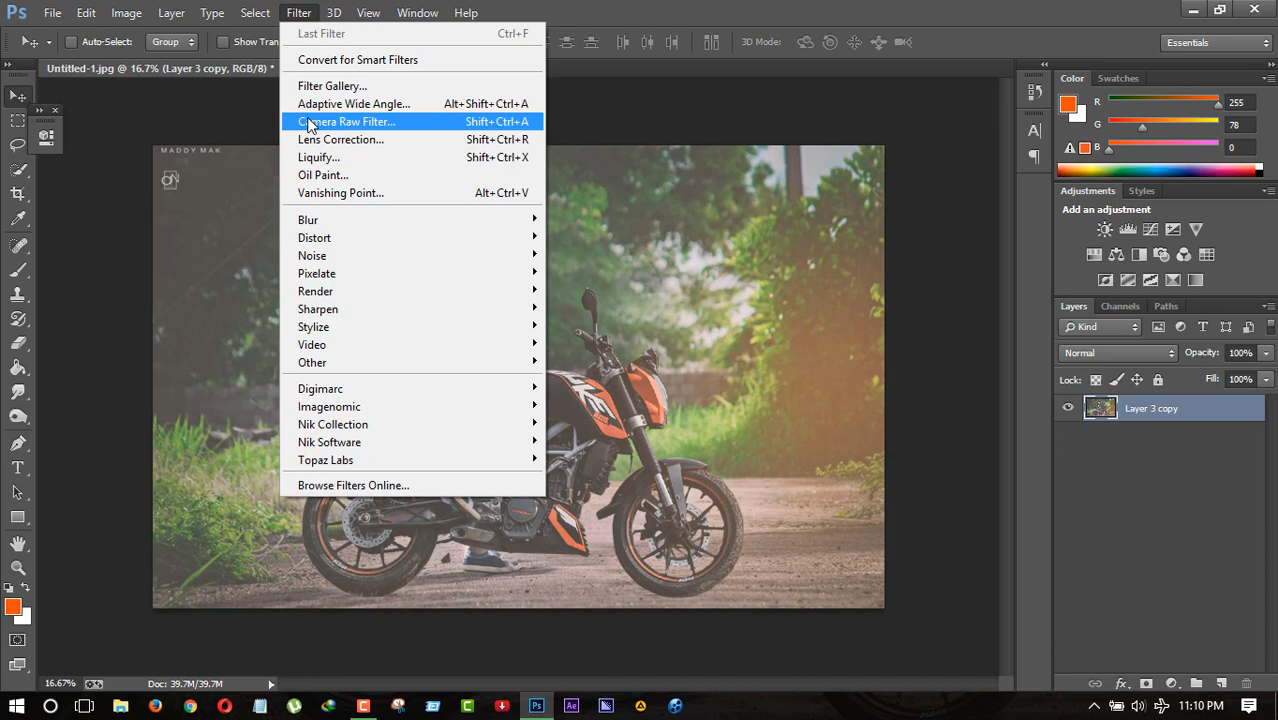 Ps File Edit Image Layer Type Select Filter 3D View Window Help
Auto-Select: Group Show Tran 3D Mode: Essentials
Untitled-1.jpg @ 16.7% (Layer 3 copy, RGB/8) *
Last Filter Ctrl+F
Convert for Smart Filters
Filter Gallery...
Adaptive Wide Angle... Alt+Shift+Ctrl+A
Camera Raw Filter... Shift+Ctrl+A
Lens Correction... Shift+Ctrl+R
Liquify... Shift+Ctrl+X
Oil Paint...
Vanishing Point... Alt+Ctrl+V
Blur
Distort
Noise
Pixelate
Render
Sharpen
Stylize
Video
Other
Digimarc
Imagenomic
Nik Collection
Nik Software
Topaz Labs
Browse Filters Online...
MADDY MAK
DUKE
Color Swatches
R 255
G 78
B 0
Adjustments Styles
Add an adjustment
Layers Channels Paths
Kind
Normal Opacity: 100%
Lock: Fill: 100%
Layer 3 copy
16.67% Doc: 39.7M/39.7M
Ps Ae 11:10 PM